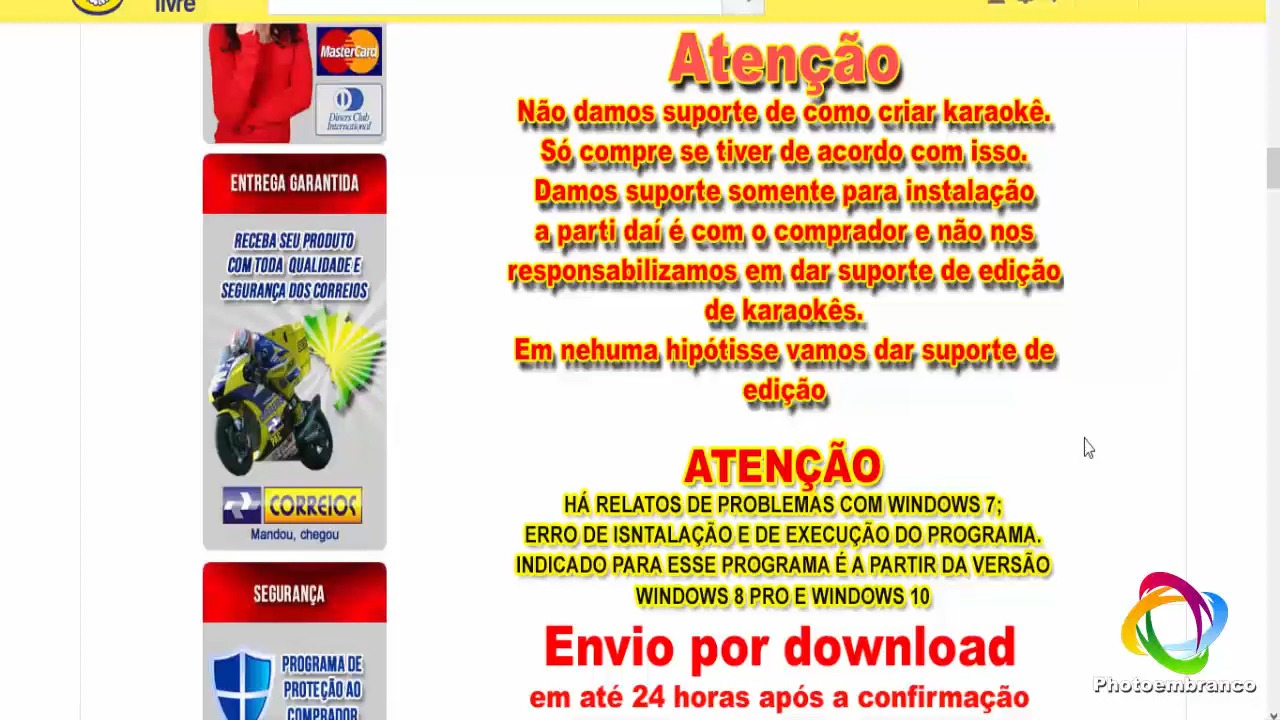 livre
MasterCard
Diners Club
International
ENTREGA GARANTIDA
RECEBA SEU PRODUTO
COM TODA QUALIDADE E
SEGURANÇA DOS CORREIOS
CORREIOS
Mandou, chegou
SEGURANÇA
PROGRAMA DE
PROTEÇÃO AO
COMPRADOR
Atenção
Não damos suporte de como criar karaokê.
Só compre se tiver de acordo com isso.
Damos suporte somente para instalação
a parti daí é com o comprador e não nos
responsabilizamos em dar suporte de edição
de karaokês.
Em nehuma hipótisse vamos dar suporte de
edição
ATENÇÃO
HÁ RELATOS DE PROBLEMAS COM WINDOWS 7;
ERRO DE ISNTALAÇÃO E DE EXECUÇÃO DO PROGRAMA.
INDICADO PARA ESSE PROGRAMA É A PARTIR DA VERSÃO
WINDOWS 8 PRO E WINDOWS 10
Envio por download
em até 24 horas após a confirmação
Photoembranco